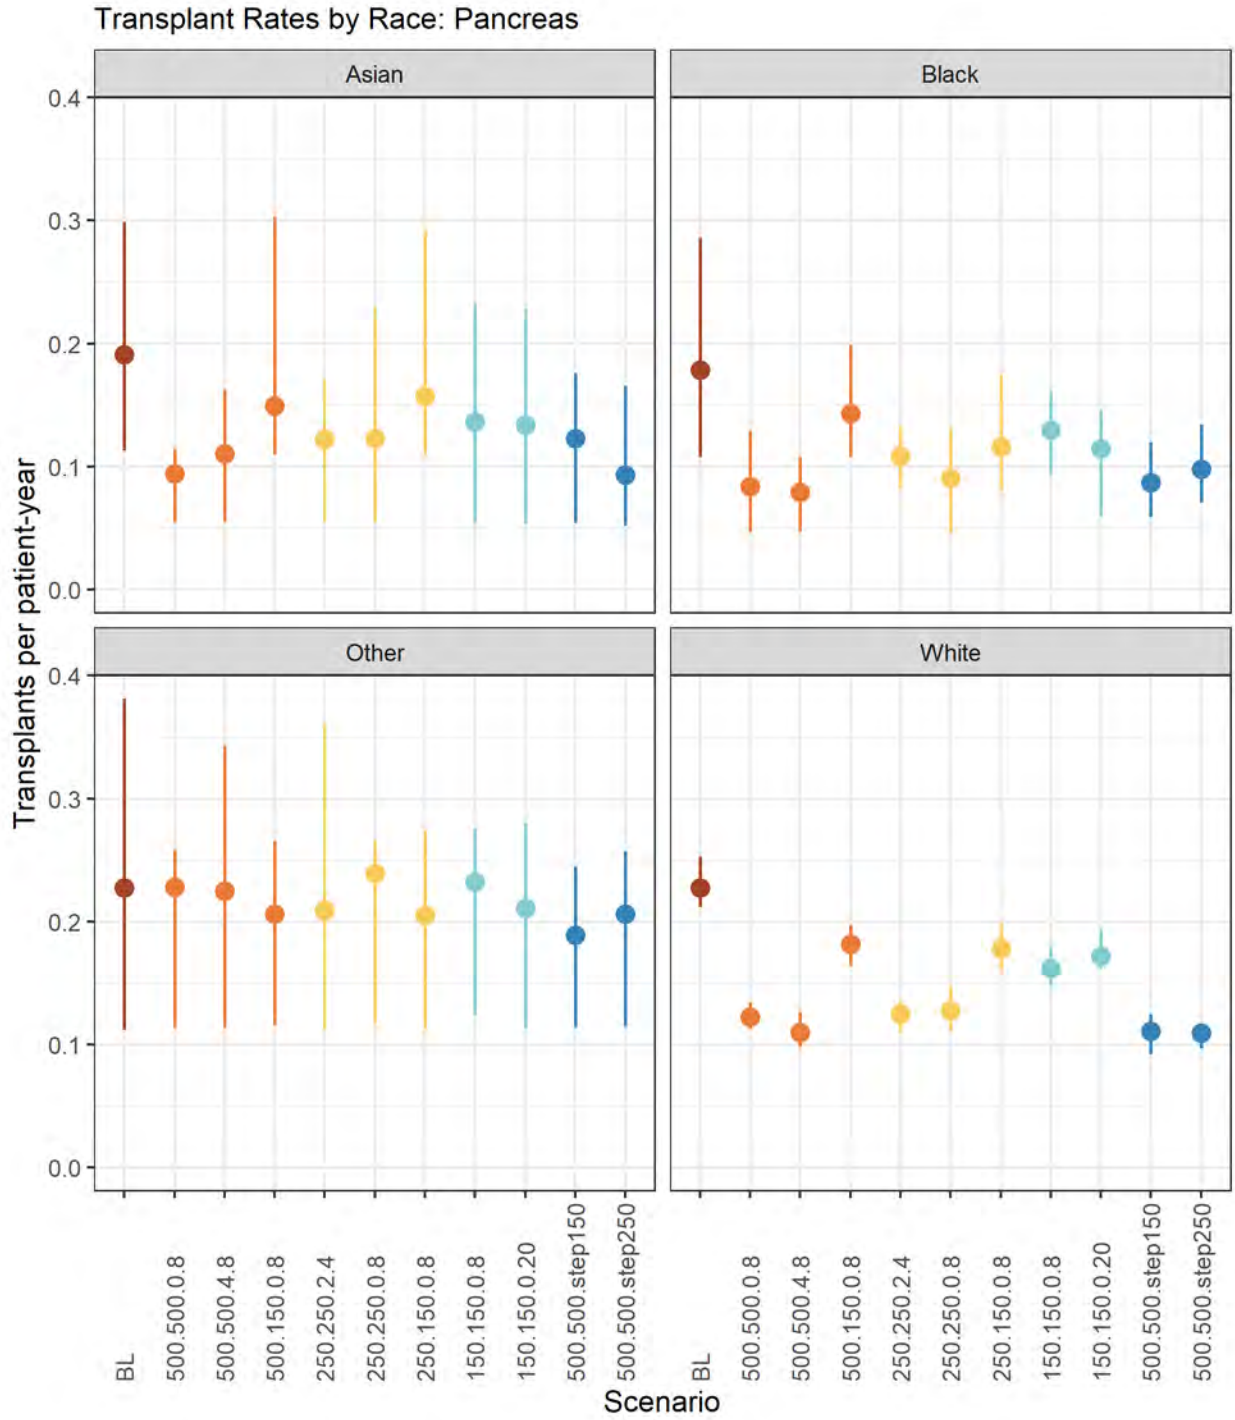 Transplant Rates by Race: Pancreas
Asian
Black
0.4
0.3
0.2
0.1
0.0
Other
White
0.4
0.3
0.2
0.1
0.0
Transplants per patient-year
BL
500.500.0.8
500.500.4.8
500.150.0.8
250.250.2.4
250.250.0.8
250.150.0.8
150.150.0.8
150.150.0.20
500.500.step150
500.500.step250
BL
500.500.0.8
500.500.4.8
500.150.0.8
250.250.2.4
250.250.0.8
250.150.0.8
150.150.0.8
150.150.0.20
500.500.step150
500.500.step250
Scenario